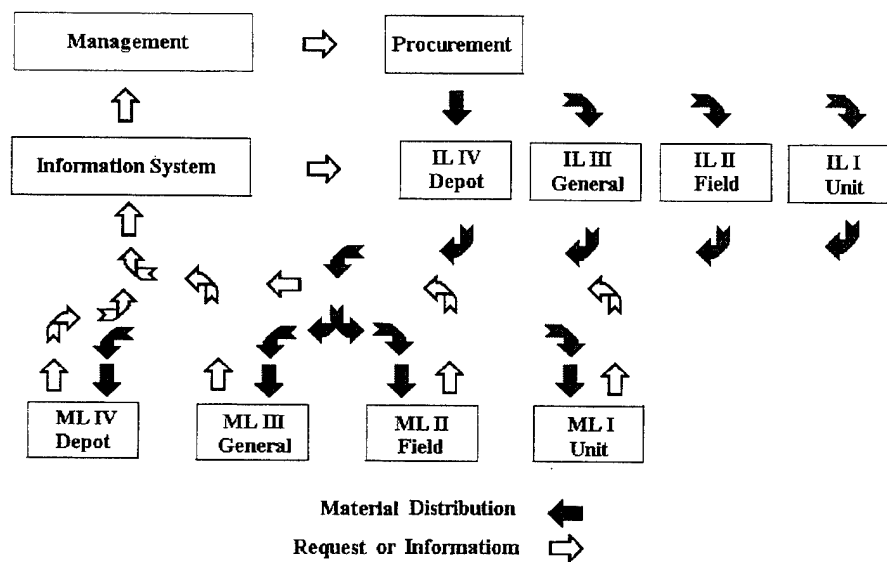 Management
Procurement
Information System
IL IV
Depot
IL III
General
IL II
Field
IL I
Unit
ML IV
Depot
ML III
General
ML II
Field
ML I
Unit
Material Distribution
Request or Informatiom